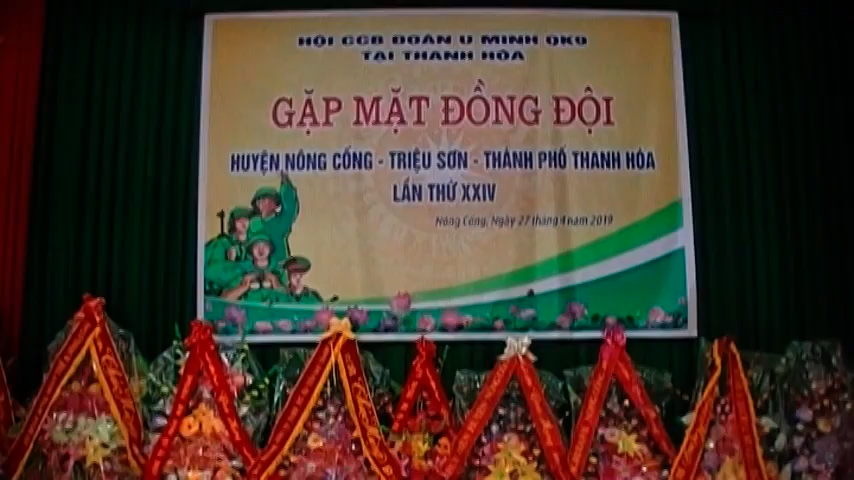 HỘI CCB ĐOÀN U MINH QK9
TẠI THANH HÓA
GẶP MẶT ĐỒNG ĐỘI
HUYỆN NÔNG CỐNG - TRIỆU SƠN - THÀNH PHỐ THANH HÓA
LẦN THỨ XXIV
Nông Cống, Ngày 27 tháng 4 năm 2019